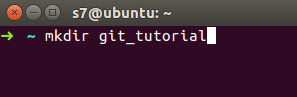 s7@ubuntu: ~
➜ ~ mkdir git_tutorial